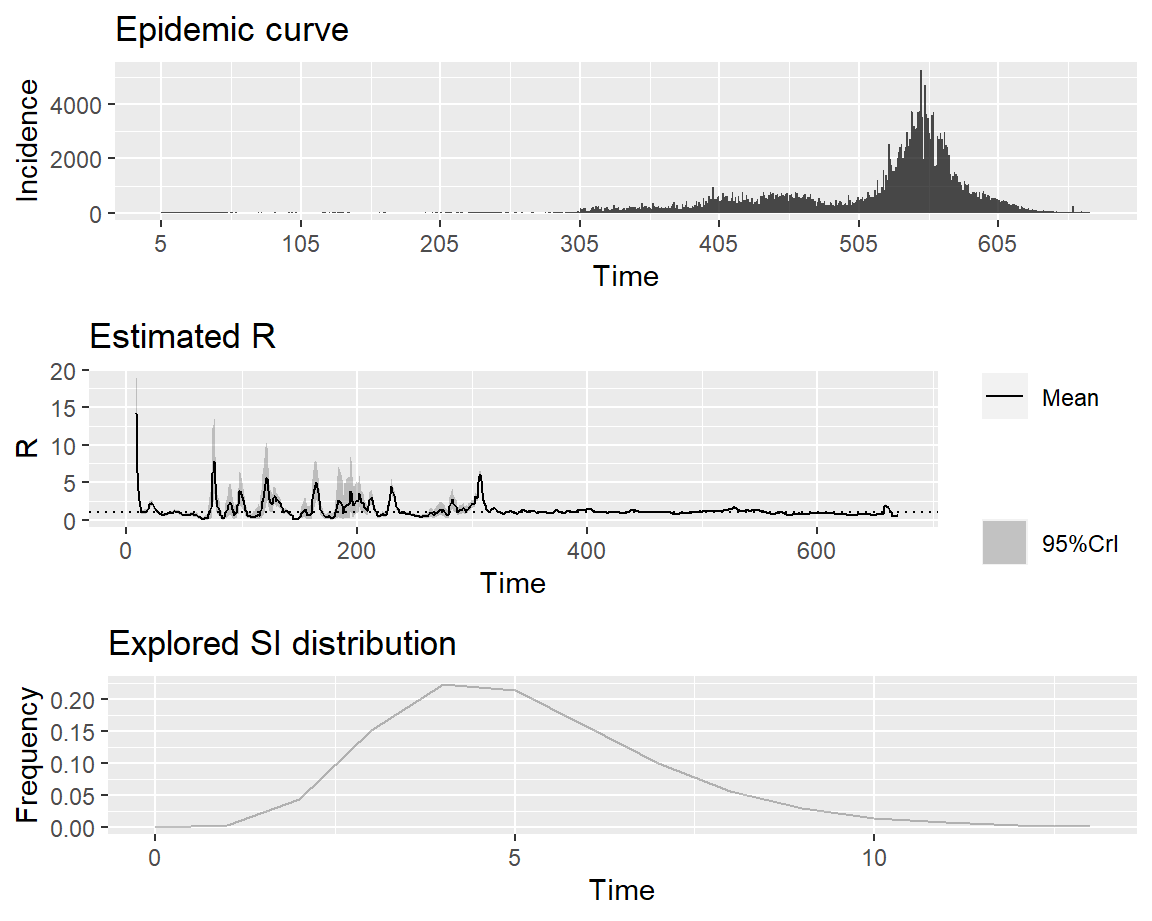 Epidemic curve
Incidence
4000
2000
0
5 105 205 305 405 505 605
Time
Estimated R
R
20
15
10
5
0
0 200 400 600
Time
Mean
95%CrI
Explored SI distribution
Frequency
0.20
0.15
0.10
0.05
0.00
0 5 10
Time